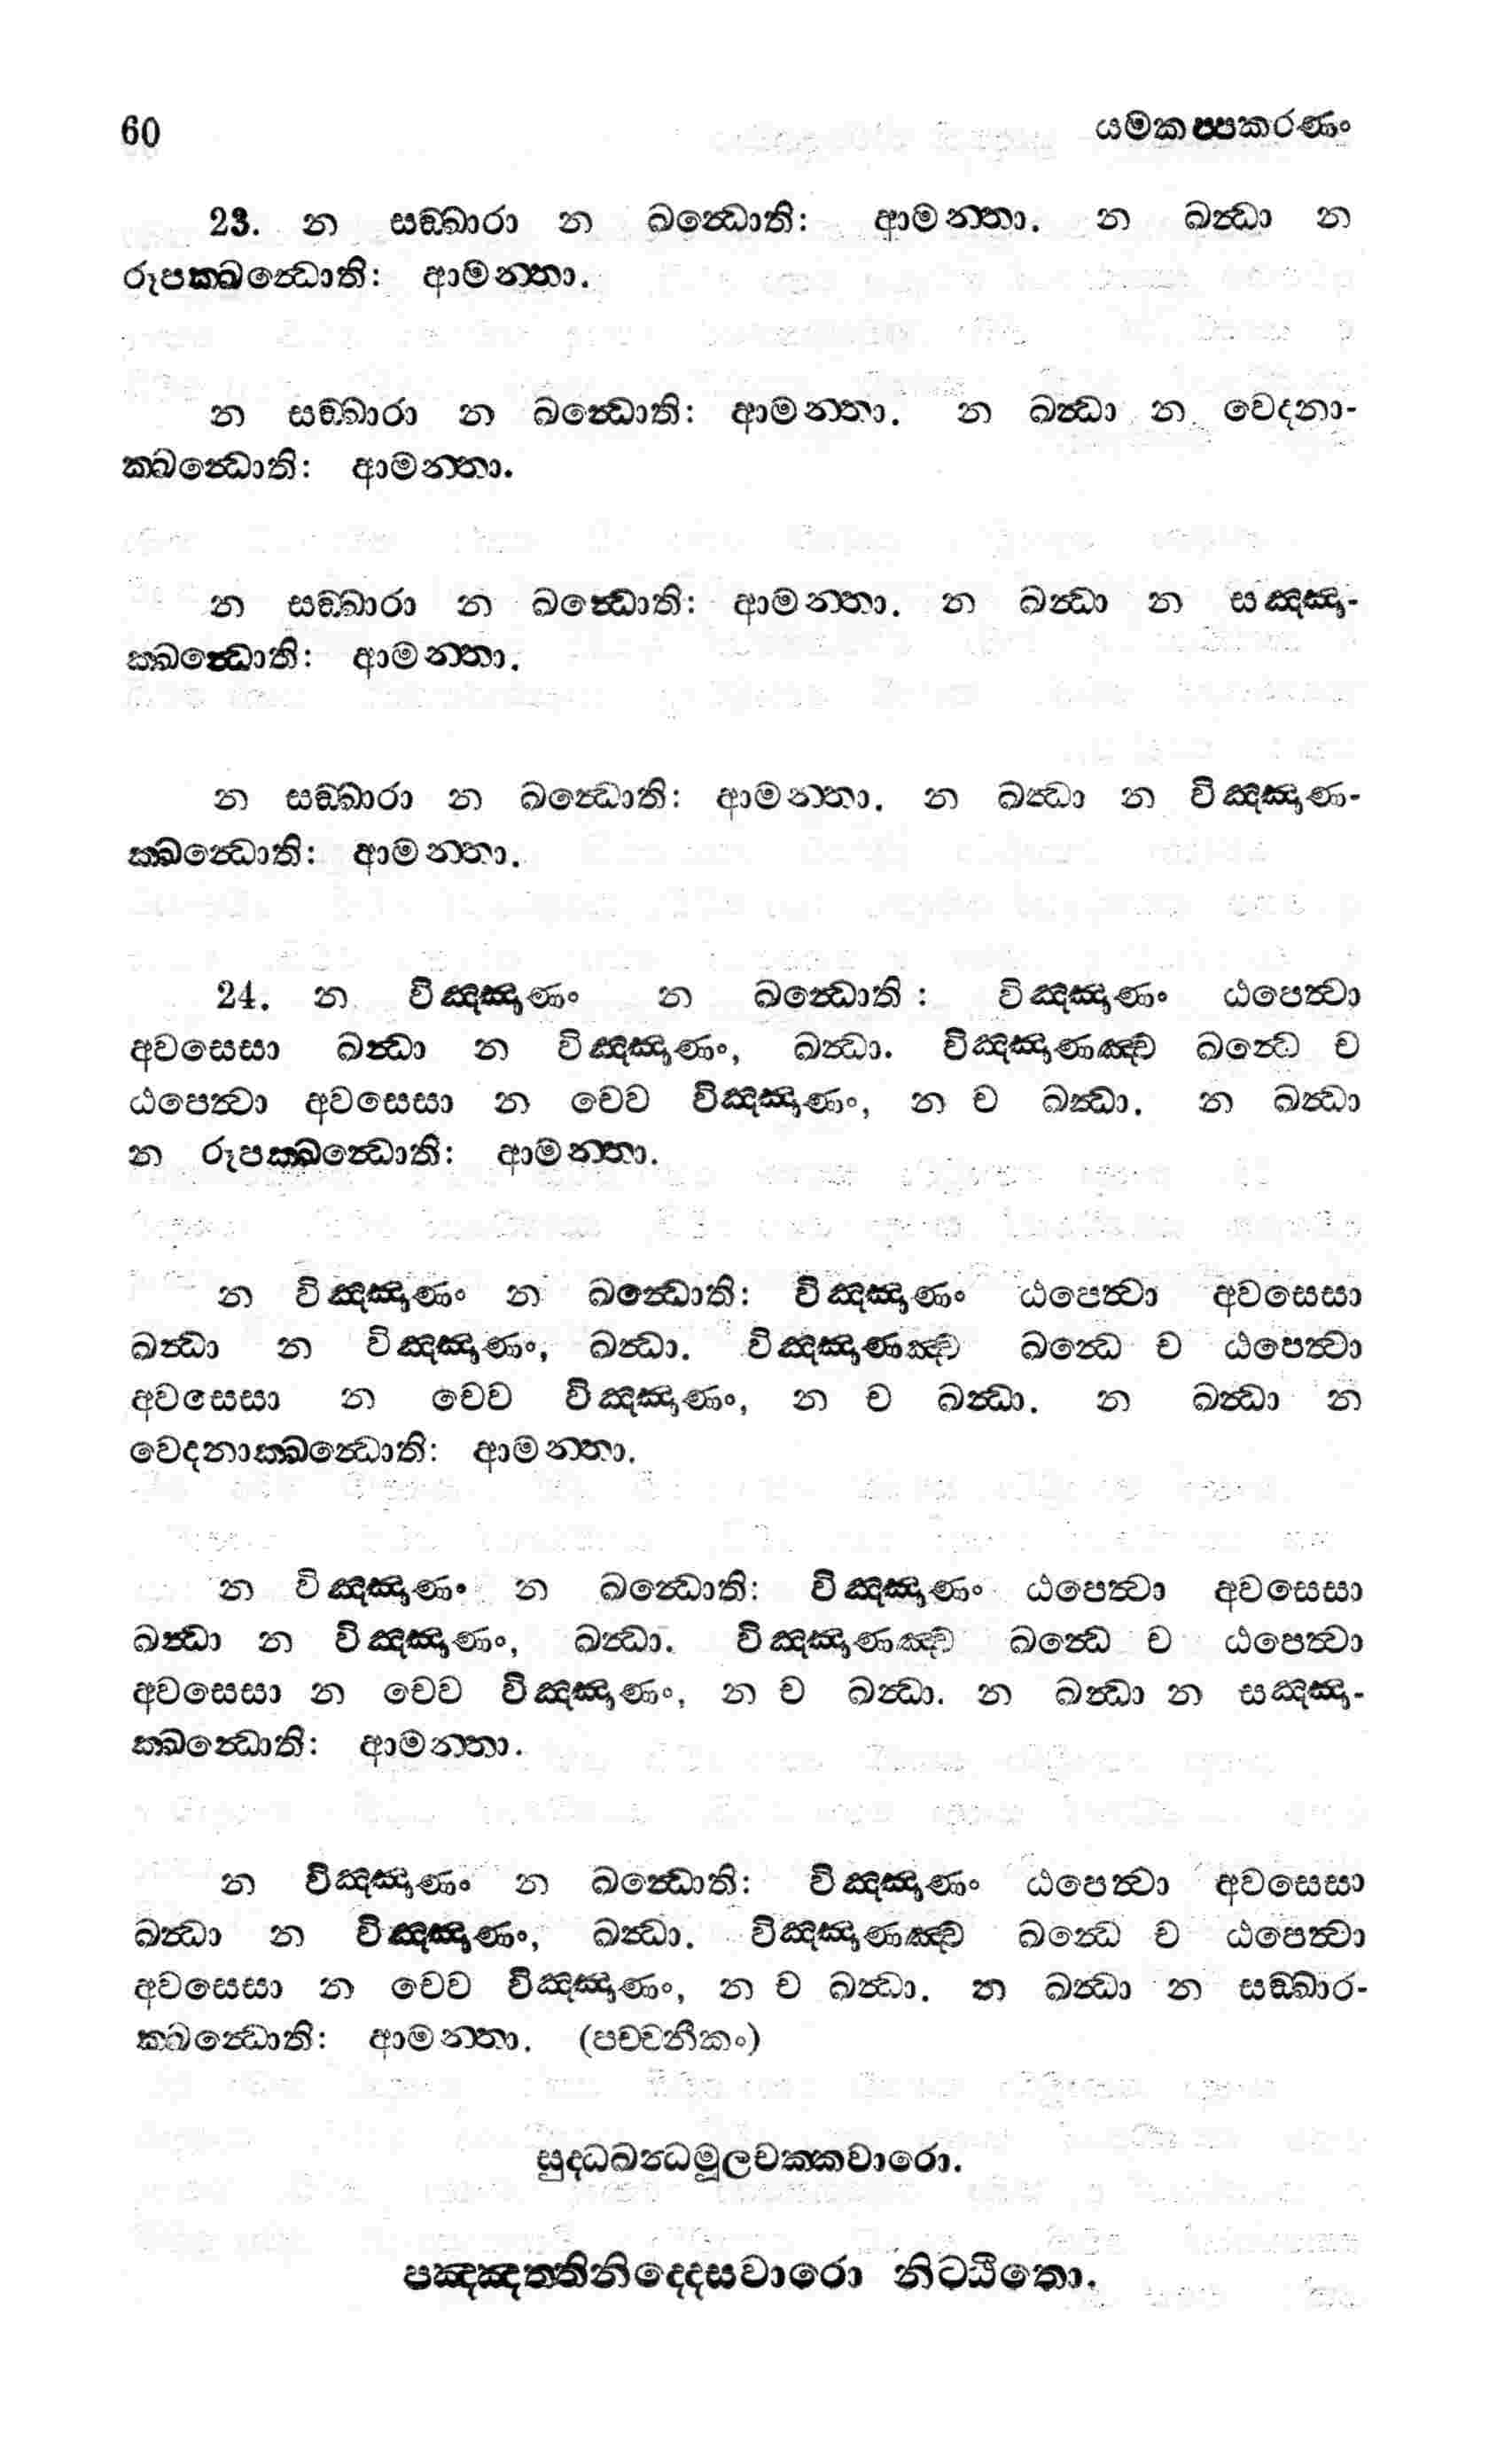 60 යමකප්පකරණං
23. න සඞ්ඛාරා න ඛන්ධොති: ආමන්තා. න ඛන්ධා න
රූපක්ඛන්ධොති: ආමන්තා.
න සඞ්ඛාරා න ඛන්ධොති: ආමන්තා. න ඛන්ධා න වෙදනා-
ක්ඛන්ධොති: ආමන්තා.
න සඞ්ඛාරා න ඛන්ධොති: ආමන්තා. න ඛන්ධා න සඤ්ඤා-
ක්ඛන්ධොති: ආමන්තා.
න සඞ්ඛාරා න ඛන්ධොති: ආමන්තා. න ඛන්ධා න විඤ්ඤාණ-
ක්ඛන්ධොති: ආමන්තා.
24. න විඤ්ඤාණං න ඛන්ධොති: විඤ්ඤාණං ඨපෙත්වා
අවසෙසා ඛන්ධා න විඤ්ඤාණං, ඛන්ධා. විඤ්ඤාණඤ්ච ඛන්ධෙ ච
ඨපෙත්වා අවසෙසා න චෙව විඤ්ඤාණං, න ච ඛන්ධා. න ඛන්ධා
න රූපක්ඛන්ධොති: ආමන්තා.
න විඤ්ඤාණං න ඛන්ධොති: විඤ්ඤාණං ඨපෙත්වා අවසෙසා
ඛන්ධා න විඤ්ඤාණං, ඛන්ධා. විඤ්ඤාණඤ්ච ඛන්ධෙ ච ඨපෙත්වා
අවසෙසා න චෙව විඤ්ඤාණං, න ච ඛන්ධා. න ඛන්ධා න
වෙදනාක්ඛන්ධොති: ආමන්තා.
න විඤ්ඤාණං න ඛන්ධොති: විඤ්ඤාණං ඨපෙත්වා අවසෙසා
ඛන්ධා න විඤ්ඤාණං, ඛන්ධා. විඤ්ඤාණඤ්ච ඛන්ධෙ ච ඨපෙත්වා
අවසෙසා න චෙව විඤ්ඤාණං, න ච ඛන්ධා. න ඛන්ධා න සඤ්ඤා-
ක්ඛන්ධොති: ආමන්තා.
න විඤ්ඤාණං න ඛන්ධොති: විඤ්ඤාණං ඨපෙත්වා අවසෙසා
ඛන්ධා න විඤ්ඤාණං, ඛන්ධා. විඤ්ඤාණඤ්ච ඛන්ධෙ ච ඨපෙත්වා
අවසෙසා න චෙව විඤ්ඤාණං, න ච ඛන්ධා. න ඛන්ධා න සඞ්ඛාර-
ක්ඛන්ධොති: ආමන්තා. (පච්චනීකං)
සුද්ධඛන්ධමූලචක්කවාරො.
පඤ්ඤත්තිනිද්දෙසවාරො නිට්ඨිතො.